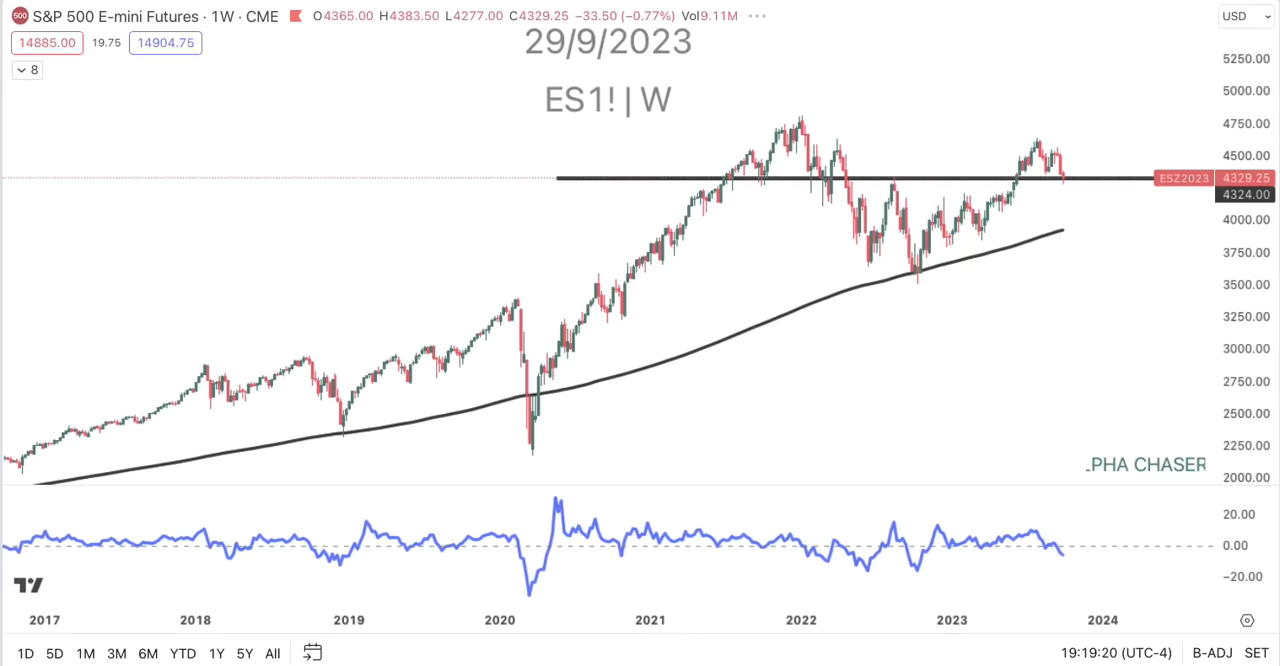 500 S&P 500 E-mini Futures · 1W · CME O4365.00 H4383.50 L4277.00 C4329.25 −33.50 (−0.77%) Vol9.11M USD
14885.00 19.75 14904.75
8
29/9/2023
ES1! | W
5250.00
5000.00
4750.00
4500.00
ESZ2023 4329.25
4324.00
4000.00
3750.00
3500.00
3250.00
3000.00
2750.00
2500.00
2250.00
PHA CHASER
2000.00
20.00
0.00
−20.00
2017 2018 2019 2020 2021 2022 2023 2024
1D 5D 1M 3M 6M YTD 1Y 5Y All 19:19:20 (UTC-4) B-ADJ SET